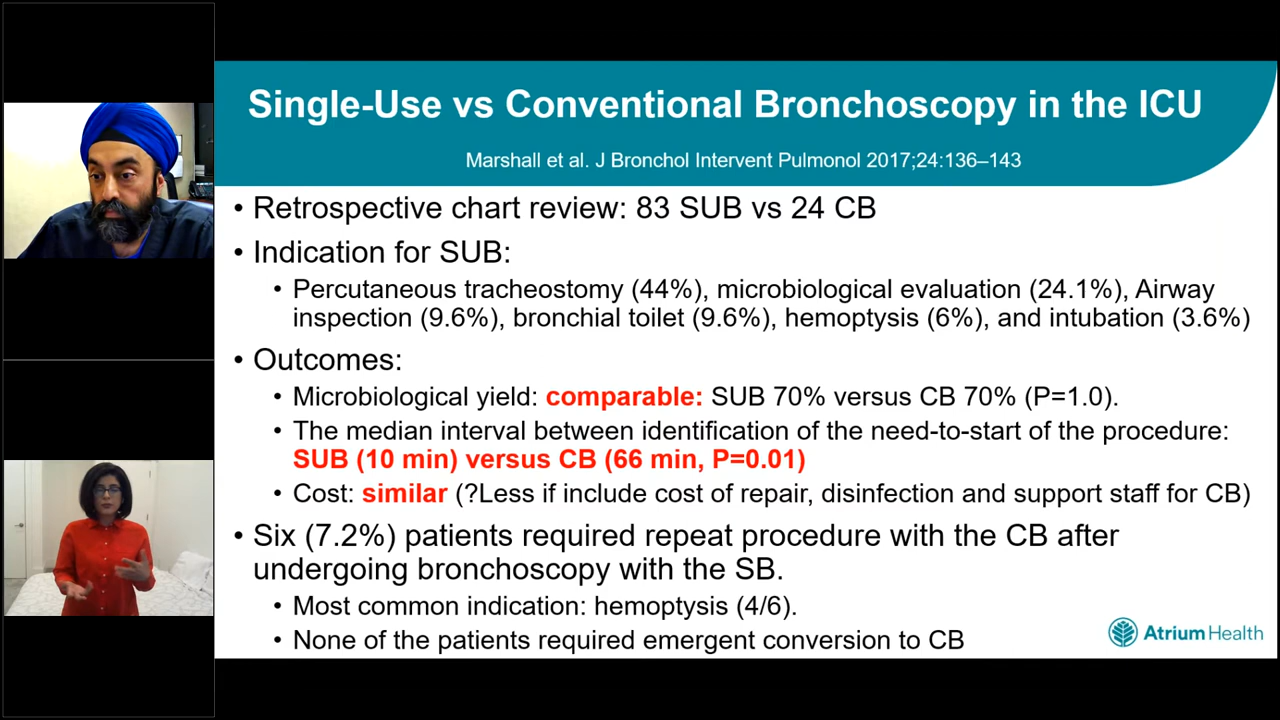 Single-Use vs Conventional Bronchoscopy in the ICU
Marshall et al. J Bronchol Intervent Pulmonol 2017;24:136–143
• Retrospective chart review: 83 SUB vs 24 CB
• Indication for SUB:
• Percutaneous tracheostomy (44%), microbiological evaluation (24.1%), Airway
inspection (9.6%), bronchial toilet (9.6%), hemoptysis (6%), and intubation (3.6%)
• Outcomes:
• Microbiological yield: comparable: SUB 70% versus CB 70% (P=1.0).
• The median interval between identification of the need-to-start of the procedure:
SUB (10 min) versus CB (66 min, P=0.01)
• Cost: similar (?Less if include cost of repair, disinfection and support staff for CB)
• Six (7.2%) patients required repeat procedure with the CB after
undergoing bronchoscopy with the SB.
• Most common indication: hemoptysis (4/6).
• None of the patients required emergent conversion to CB
Atrium Health